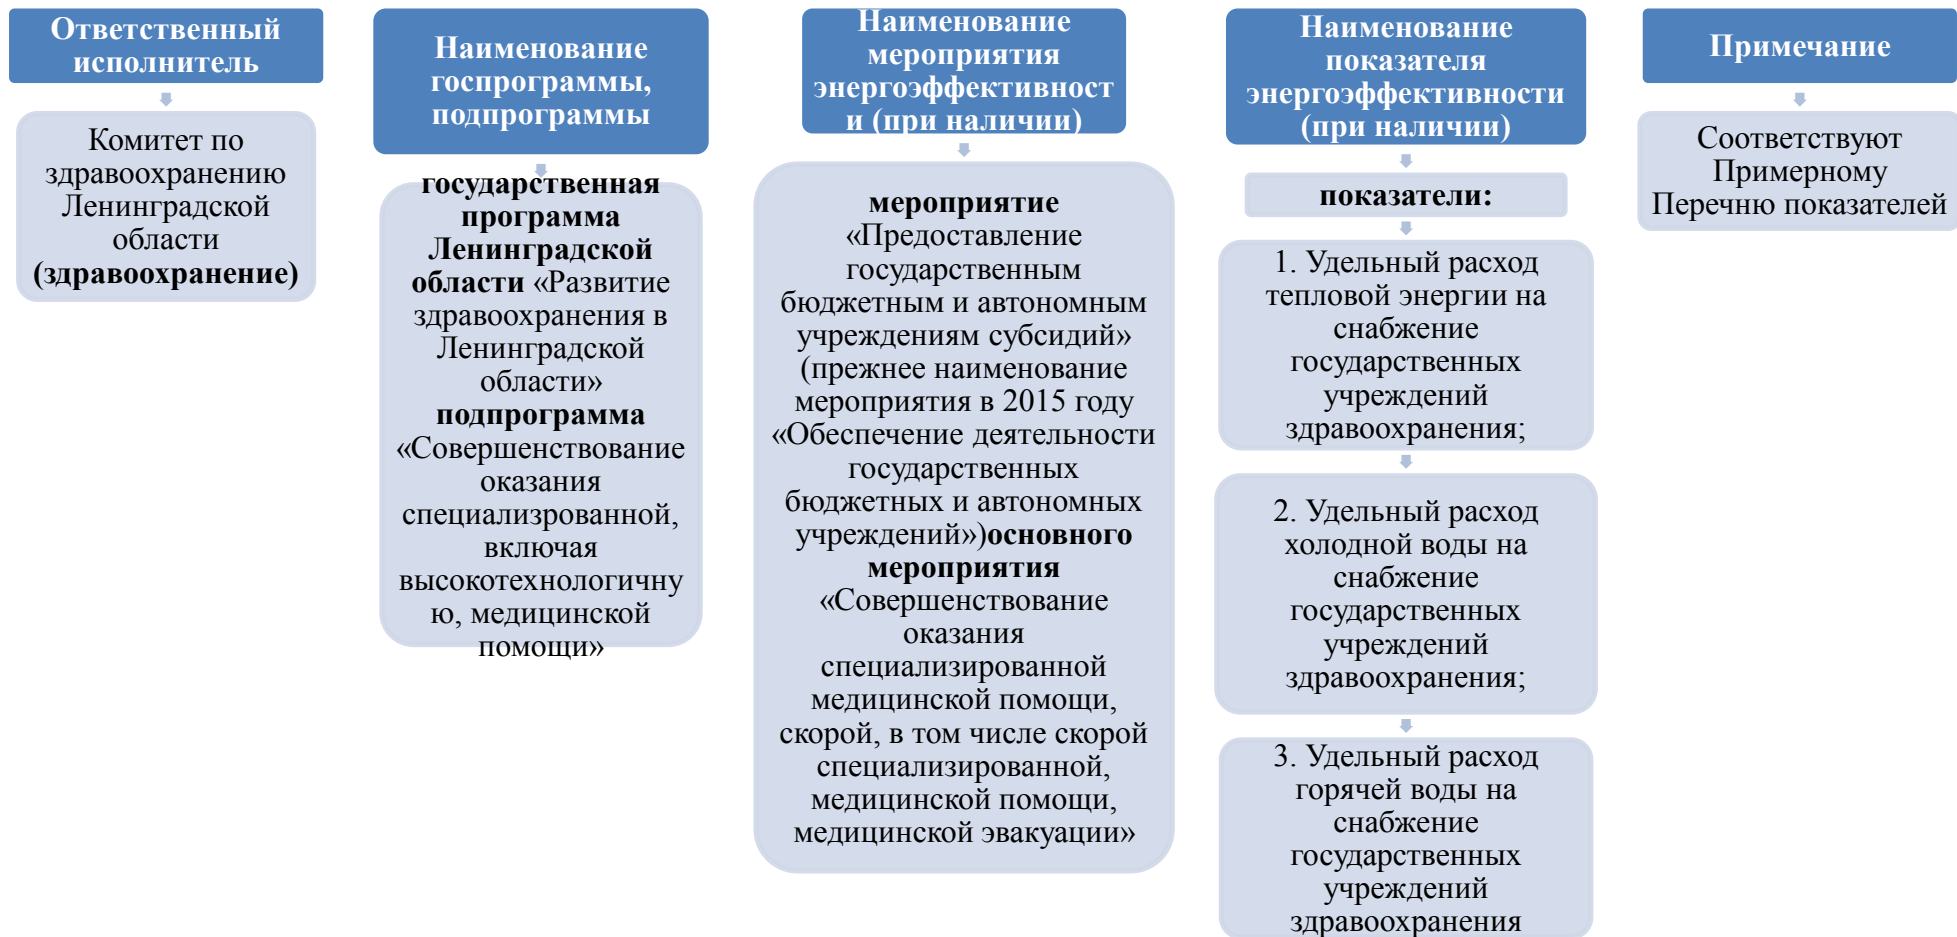 Ответственный
исполнитель
Комитет по
здравоохранению
Ленинградской
области
(здравоохранение)
Наименование
госпрограммы,
подпрограммы
государственная
программа
Ленинградской
области «Развитие
здравоохранения в
Ленинградской
области»
подпрограмма
«Совершенствование
оказания
специализрованной,
включая
высокотехнологичну
ю, медицинской
помощи»
Наименование
мероприятия
энергоэффективност
и (при наличии)
мероприятие
«Предоставление
государственным
бюджетным и автономным
учреждениям субсидий»
(прежнее наименование
мероприятия в 2015 году
«Обеспечение деятельности
государственных
бюджетных и автономных
учреждений»)основного
мероприятия
«Совершенствование
оказания
специализированной
медицинской помощи,
скорой, в том числе скорой
специализированной,
медицинской помощи,
медицинской эвакуации»
Наименование
показателя
энергоэффективности
(при наличии)
показатели:
1. Удельный расход
тепловой энергии на
снабжение
государственных
учреждений
здравоохранения;
2. Удельный расход
холодной воды на
снабжение
государственных
учреждений
здравоохранения;
3. Удельный расход
горячей воды на
снабжение
государственных
учреждений
здравоохранения
Примечание
Соответствуют
Примерному
Перечню показателей